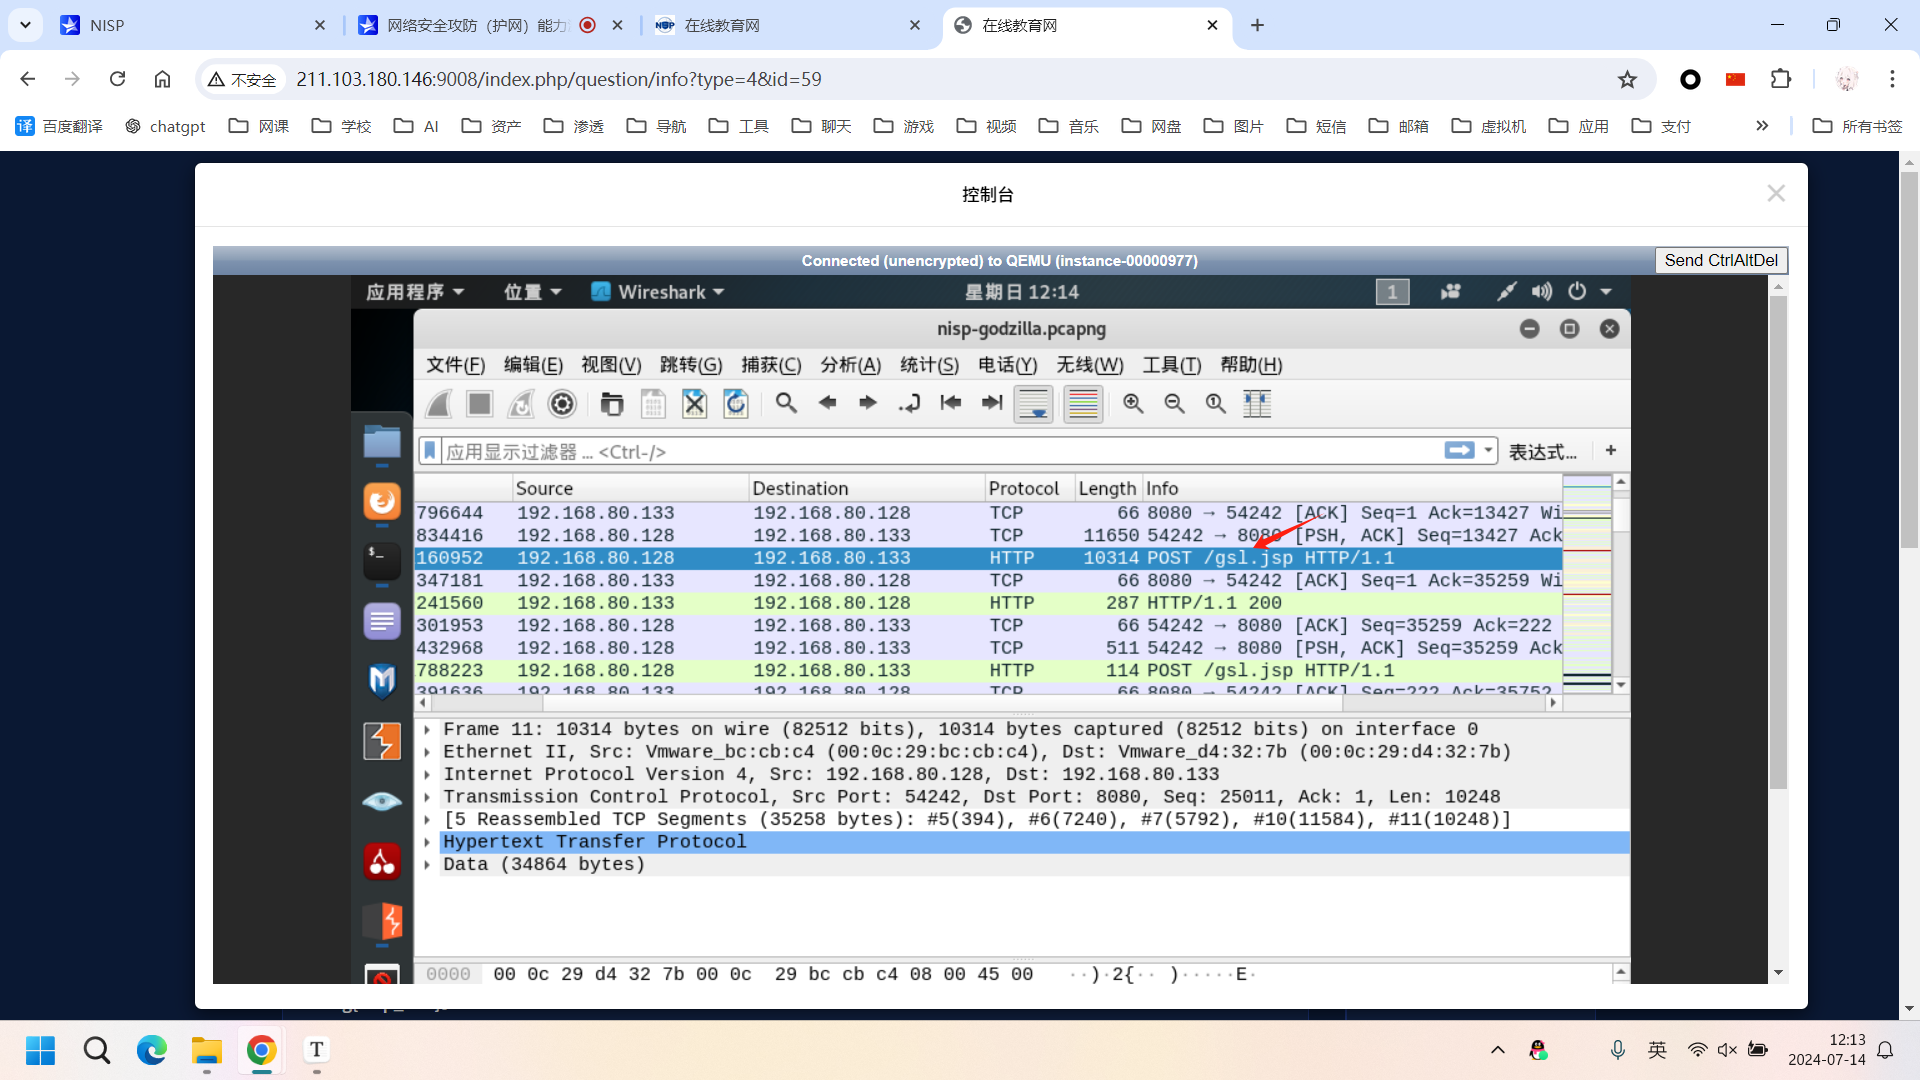 NISP
网络安全攻防（护网）能力
在线教育网
在线教育网
不安全
211.103.180.146:9008/index.php/question/info?type=4&id=59
百度翻译 chatgpt 网课 学校 AI 资产 渗透 导航 工具 聊天 游戏 视频 音乐 网盘 图片 短信 邮箱 虚拟机 应用 支付 » 所有书签
控制台
Connected (unencrypted) to QEMU (instance-00000977)
Send CtrlAltDel
应用程序 位置 Wireshark 星期日 12:14 1
nisp-godzilla.pcapng
文件(F) 编辑(E) 视图(V) 跳转(G) 捕获(C) 分析(A) 统计(S) 电话(Y) 无线(W) 工具(T) 帮助(H)
应用显示过滤器 … <Ctrl-/> 表达式… +
Source Destination Protocol Length Info
796644 192.168.80.133 192.168.80.128 TCP 66 8080 → 54242 [ACK] Seq=1 Ack=13427 Wi
834416 192.168.80.128 192.168.80.133 TCP 11650 54242 → 8080 [PSH, ACK] Seq=13427 Ack
160952 192.168.80.128 192.168.80.133 HTTP 10314 POST /gsl.jsp HTTP/1.1
347181 192.168.80.133 192.168.80.128 TCP 66 8080 → 54242 [ACK] Seq=1 Ack=35259 Wi
241560 192.168.80.133 192.168.80.128 HTTP 287 HTTP/1.1 200
301953 192.168.80.128 192.168.80.133 TCP 66 54242 → 8080 [ACK] Seq=35259 Ack=222
432968 192.168.80.128 192.168.80.133 TCP 511 54242 → 8080 [PSH, ACK] Seq=35259 Ack
788223 192.168.80.128 192.168.80.133 HTTP 114 POST /gsl.jsp HTTP/1.1
391636 192.168.80.133 192.168.80.128 TCP 66 8080 → 54242 [ACK] Seq=222 Ack=35752
Frame 11: 10314 bytes on wire (82512 bits), 10314 bytes captured (82512 bits) on interface 0
Ethernet II, Src: Vmware_bc:cb:c4 (00:0c:29:bc:cb:c4), Dst: Vmware_d4:32:7b (00:0c:29:d4:32:7b)
Internet Protocol Version 4, Src: 192.168.80.128, Dst: 192.168.80.133
Transmission Control Protocol, Src Port: 54242, Dst Port: 8080, Seq: 25011, Ack: 1, Len: 10248
[5 Reassembled TCP Segments (35258 bytes): #5(394), #6(7240), #7(5792), #10(11584), #11(10248)]
Hypertext Transfer Protocol
Data (34864 bytes)
0000 00 0c 29 d4 32 7b 00 0c 29 bc cb c4 08 00 45 00 ··)·2{·· )·····E·
英
12:13
2024-07-14